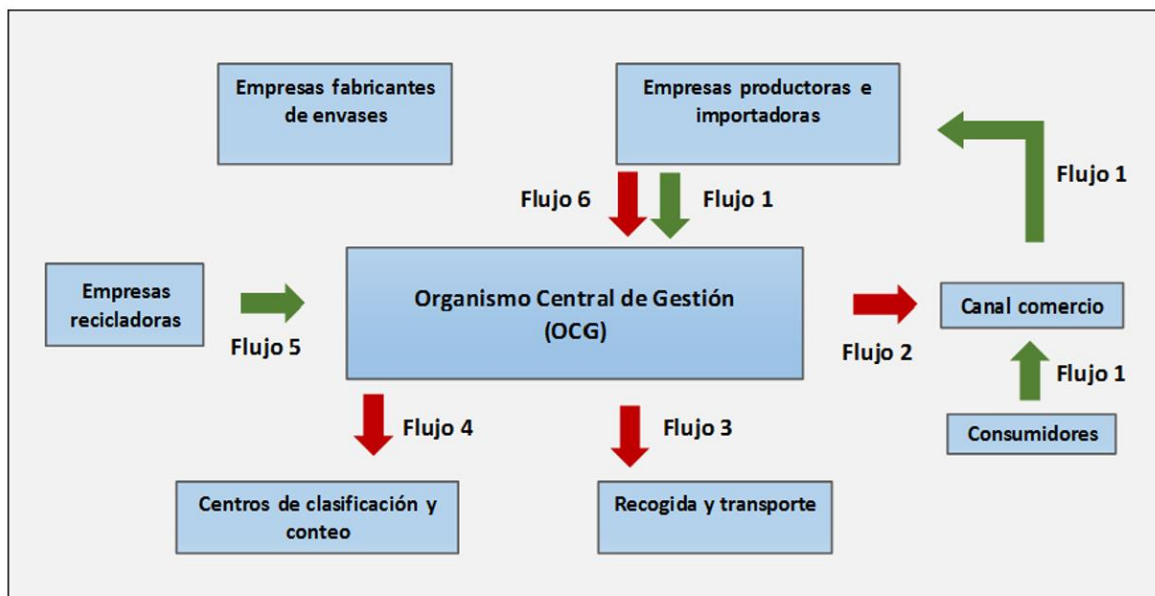 Empresas fabricantes
de envases
Empresas productoras e
importadoras
Flujo 6
Flujo 1
Flujo 1
Empresas
recicladoras
Flujo 5
Organismo Central de Gestión
(OCG)
Flujo 2
Canal comercio
Flujo 1
Consumidores
Flujo 4
Flujo 3
Centros de clasificación y
conteo
Recogida y transporte